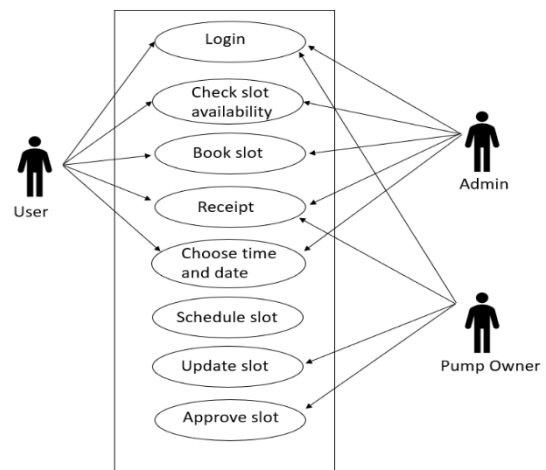 Login
Check slot
availability
Book slot
Receipt
Choose time
and date
Schedule slot
Update slot
Approve slot
User
Admin
Pump Owner